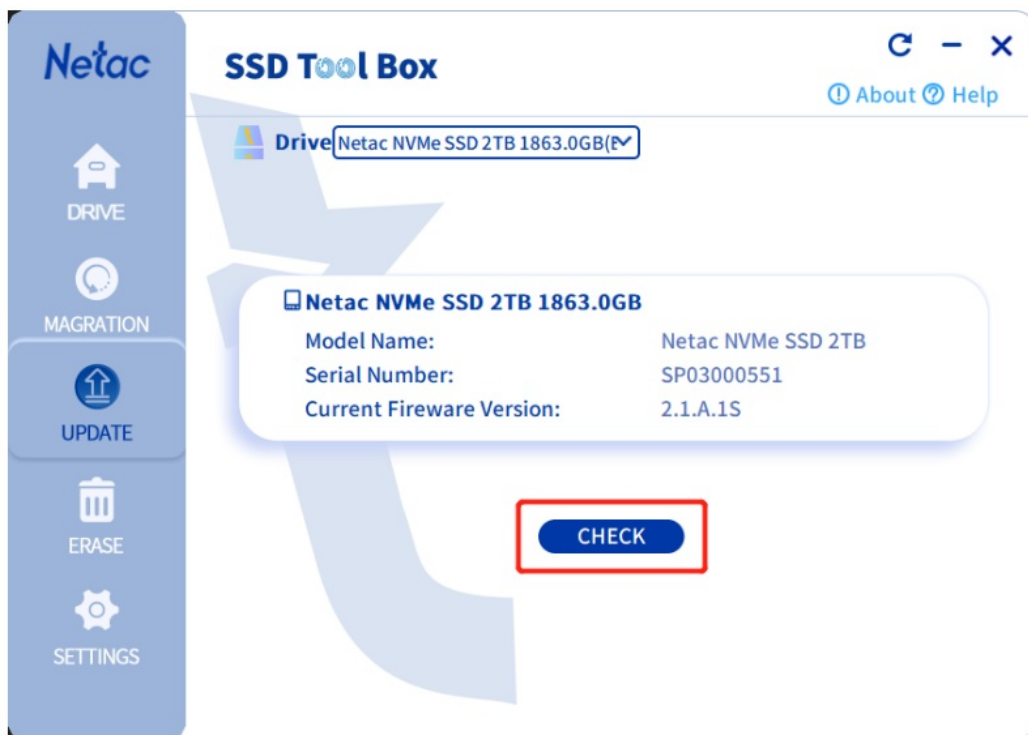 Netac
SSD Tool Box
About Help
Drive Netac NVMe SSD 2TB 1863.0GB(
DRIVE
MAGRATION
UPDATE
ERASE
SETTINGS
Netac NVMe SSD 2TB 1863.0GB
Model Name: Netac NVMe SSD 2TB
Serial Number: SP03000551
Current Fireware Version: 2.1.A.1S
CHECK